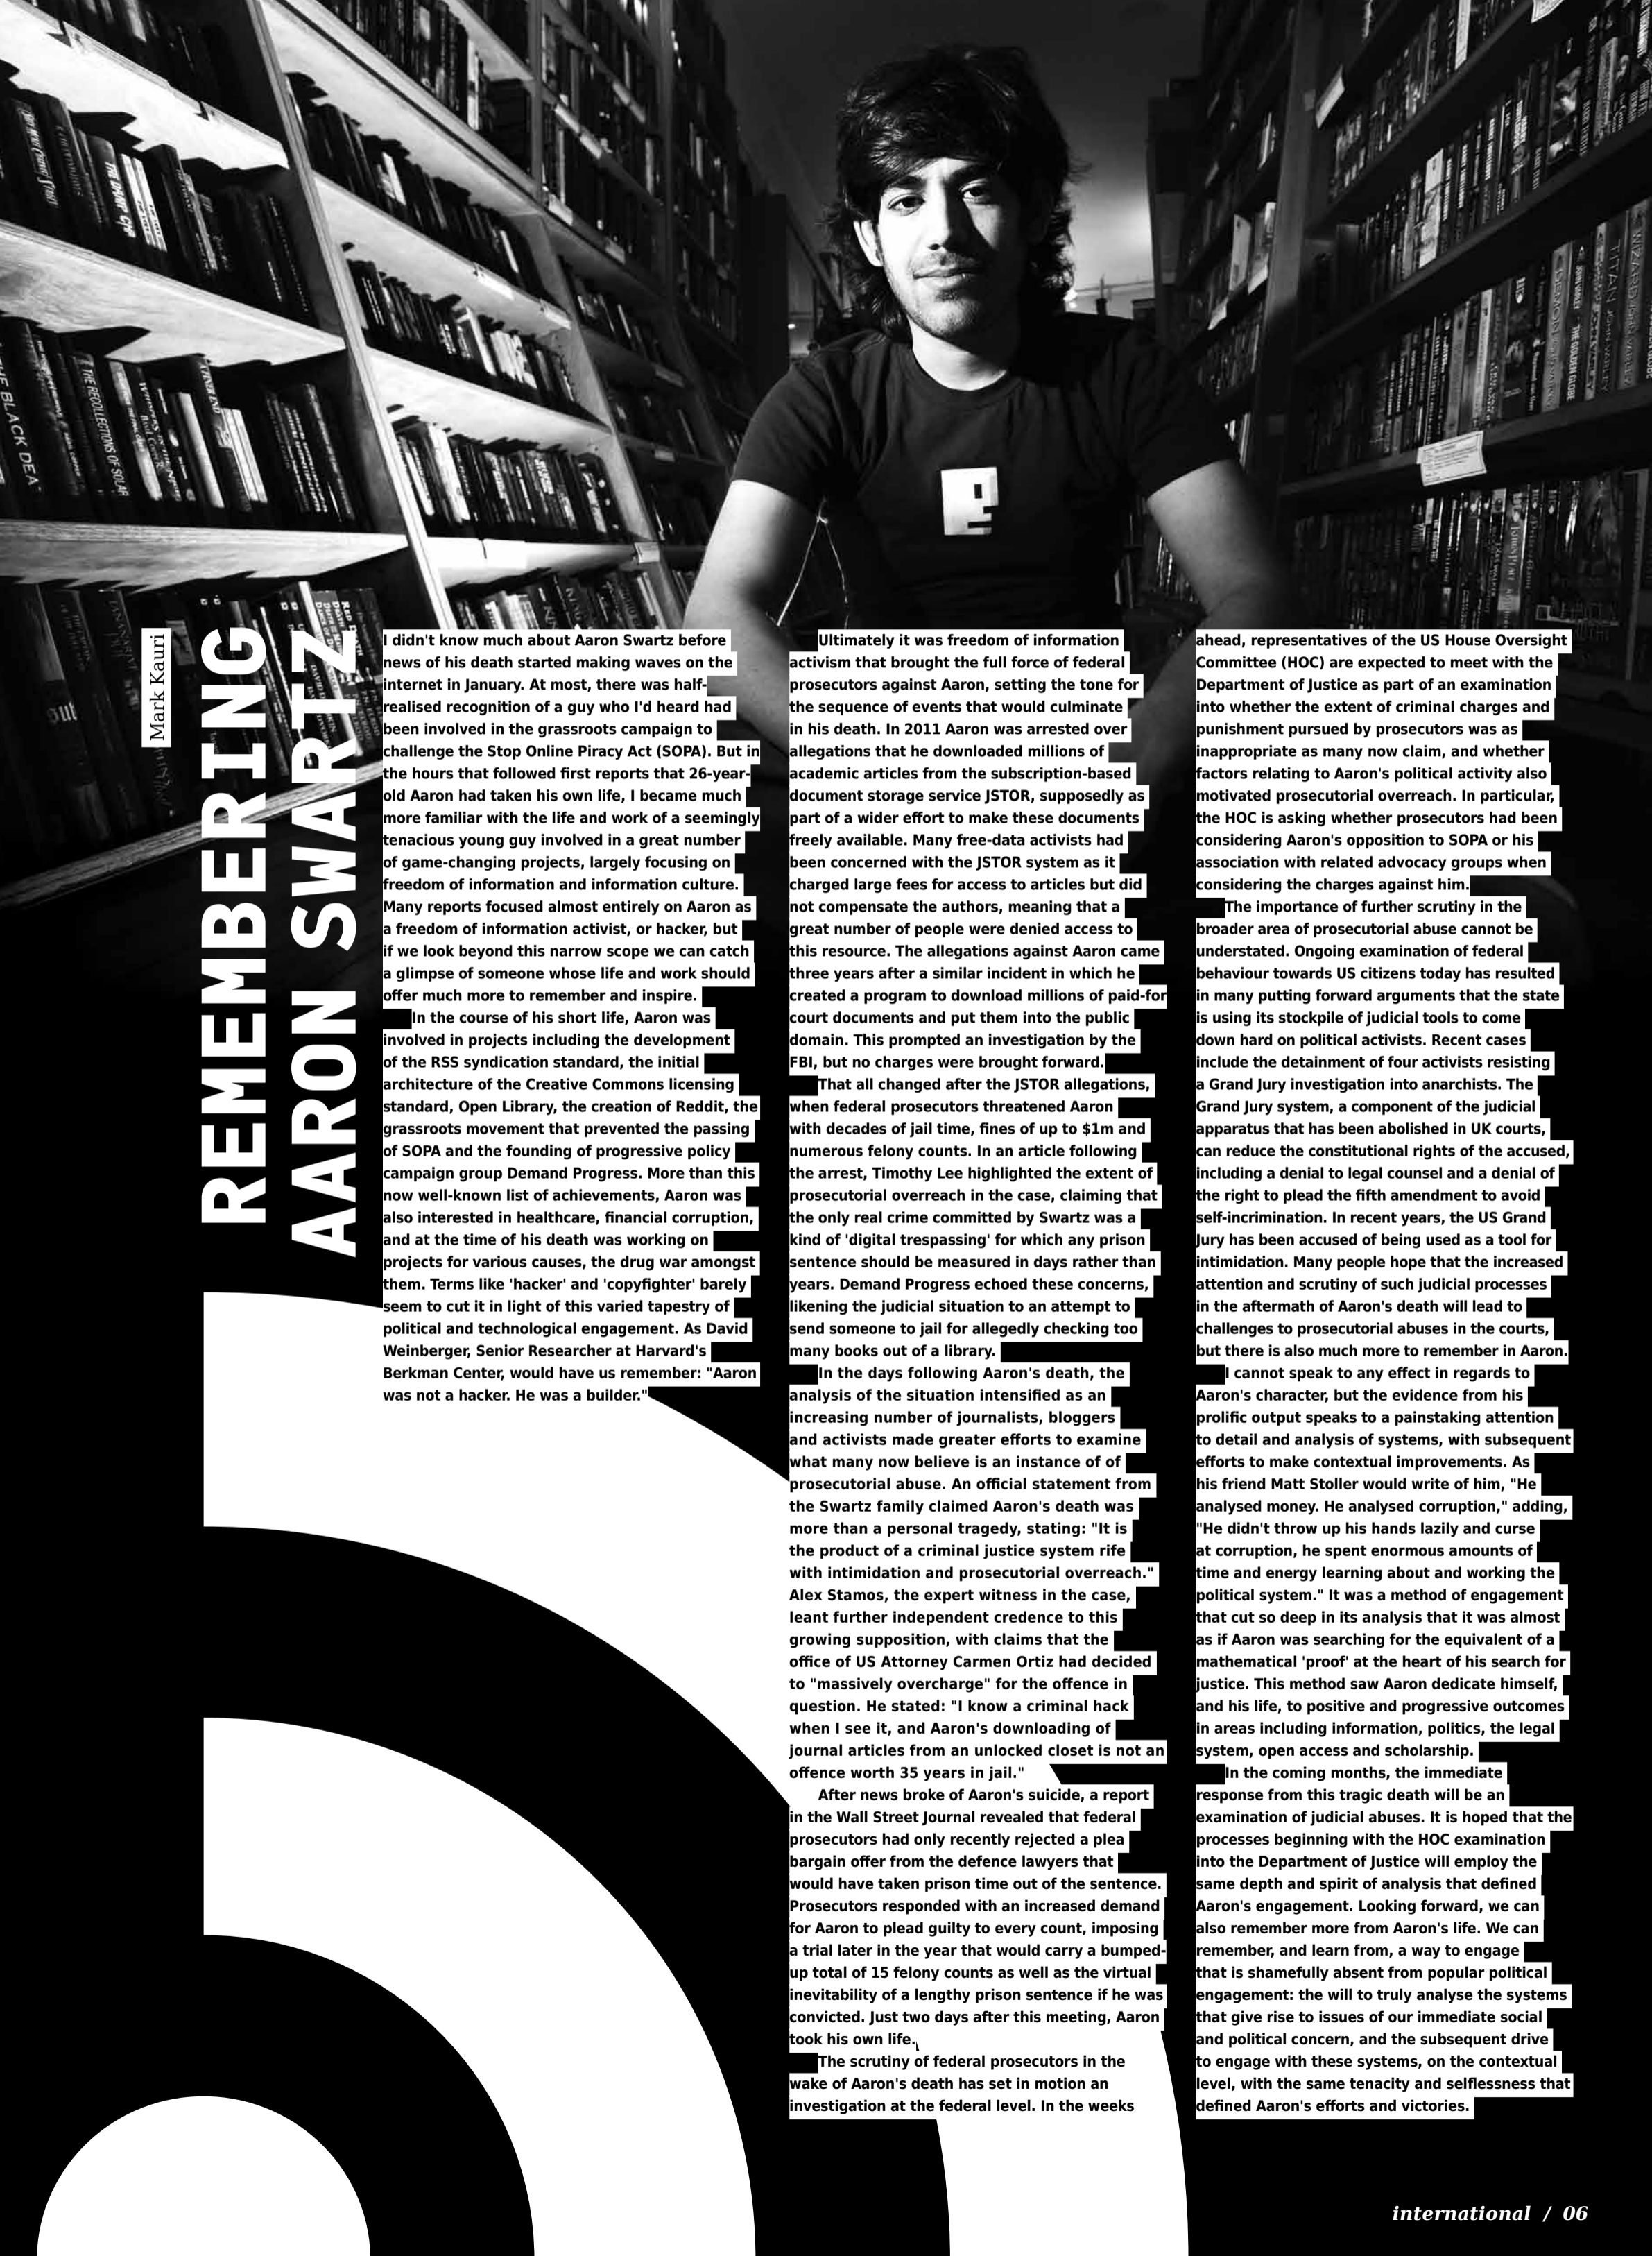 REMEMBERING
AARON SWARTZ
Mark Kauri
I didn't know much about Aaron Swartz before
news of his death started making waves on the
internet in January. At most, there was half-
realised recognition of a guy who I'd heard had
been involved in the grassroots campaign to
challenge the Stop Online Piracy Act (SOPA). But in
the hours that followed first reports that 26-year-
old Aaron had taken his own life, I became much
more familiar with the life and work of a seemingly
tenacious young guy involved in a great number
of game-changing projects, largely focusing on
freedom of information and information culture.
Many reports focused almost entirely on Aaron as
a freedom of information activist, or hacker, but
if we look beyond this narrow scope we can catch
a glimpse of someone whose life and work should
offer much more to remember and inspire.
In the course of his short life, Aaron was
involved in projects including the development
of the RSS syndication standard, the initial
architecture of the Creative Commons licensing
standard, Open Library, the creation of Reddit, the
grassroots movement that prevented the passing
of SOPA and the founding of progressive policy
campaign group Demand Progress. More than this
now well-known list of achievements, Aaron was
also interested in healthcare, financial corruption,
and at the time of his death was working on
projects for various causes, the drug war amongst
them. Terms like 'hacker' and 'copyfighter' barely
seem to cut it in light of this varied tapestry of
political and technological engagement. As David
Weinberger, Senior Researcher at Harvard's
Berkman Center, would have us remember: "Aaron
was not a hacker. He was a builder."
Ultimately it was freedom of information
activism that brought the full force of federal
prosecutors against Aaron, setting the tone for
the sequence of events that would culminate
in his death. In 2011 Aaron was arrested over
allegations that he downloaded millions of
academic articles from the subscription-based
document storage service JSTOR, supposedly as
part of a wider effort to make these documents
freely available. Many free-data activists had
been concerned with the JSTOR system as it
charged large fees for access to articles but did
not compensate the authors, meaning that a
great number of people were denied access to
this resource. The allegations against Aaron came
three years after a similar incident in which he
created a program to download millions of paid-for
court documents and put them into the public
domain. This prompted an investigation by the
FBI, but no charges were brought forward.
That all changed after the JSTOR allegations,
when federal prosecutors threatened Aaron
with decades of jail time, fines of up to $1m and
numerous felony counts. In an article following
the arrest, Timothy Lee highlighted the extent of
prosecutorial overreach in the case, claiming that
the only real crime committed by Swartz was a
kind of 'digital trespassing' for which any prison
sentence should be measured in days rather than
years. Demand Progress echoed these concerns,
likening the judicial situation to an attempt to
send someone to jail for allegedly checking too
many books out of a library.
In the days following Aaron's death, the
analysis of the situation intensified as an
increasing number of journalists, bloggers
and activists made greater efforts to examine
what many now believe is an instance of of
prosecutorial abuse. An official statement from
the Swartz family claimed Aaron's death was
more than a personal tragedy, stating: "It is
the product of a criminal justice system rife
with intimidation and prosecutorial overreach."
Alex Stamos, the expert witness in the case,
leant further independent credence to this
growing supposition, with claims that the
office of US Attorney Carmen Ortiz had decided
to "massively overcharge" for the offence in
question. He stated: "I know a criminal hack
when I see it, and Aaron's downloading of
journal articles from an unlocked closet is not an
offence worth 35 years in jail."
After news broke of Aaron's suicide, a report
in the Wall Street Journal revealed that federal
prosecutors had only recently rejected a plea
bargain offer from the defence lawyers that
would have taken prison time out of the sentence.
Prosecutors responded with an increased demand
for Aaron to plead guilty to every count, imposing
a trial later in the year that would carry a bumped-
up total of 15 felony counts as well as the virtual
inevitability of a lengthy prison sentence if he was
convicted. Just two days after this meeting, Aaron
took his own life.
The scrutiny of federal prosecutors in the
wake of Aaron's death has set in motion an
investigation at the federal level. In the weeks
ahead, representatives of the US House Oversight
Committee (HOC) are expected to meet with the
Department of Justice as part of an examination
into whether the extent of criminal charges and
punishment pursued by prosecutors was as
inappropriate as many now claim, and whether
factors relating to Aaron's political activity also
motivated prosecutorial overreach. In particular,
the HOC is asking whether prosecutors had been
considering Aaron's opposition to SOPA or his
association with related advocacy groups when
considering the charges against him.
The importance of further scrutiny in the
broader area of prosecutorial abuse cannot be
understated. Ongoing examination of federal
behaviour towards US citizens today has resulted
in many putting forward arguments that the state
is using its stockpile of judicial tools to come
down hard on political activists. Recent cases
include the detainment of four activists resisting
a Grand Jury investigation into anarchists. The
Grand Jury system, a component of the judicial
apparatus that has been abolished in UK courts,
can reduce the constitutional rights of the accused,
including a denial to legal counsel and a denial of
the right to plead the fifth amendment to avoid
self-incrimination. In recent years, the US Grand
Jury has been accused of being used as a tool for
intimidation. Many people hope that the increased
attention and scrutiny of such judicial processes
in the aftermath of Aaron's death will lead to
challenges to prosecutorial abuses in the courts,
but there is also much more to remember in Aaron.
I cannot speak to any effect in regards to
Aaron's character, but the evidence from his
prolific output speaks to a painstaking attention
to detail and analysis of systems, with subsequent
efforts to make contextual improvements. As
his friend Matt Stoller would write of him, "He
analysed money. He analysed corruption," adding,
"He didn't throw up his hands lazily and curse
at corruption, he spent enormous amounts of
time and energy learning about and working the
political system." It was a method of engagement
that cut so deep in its analysis that it was almost
as if Aaron was searching for the equivalent of a
mathematical 'proof' at the heart of his search for
justice. This method saw Aaron dedicate himself,
and his life, to positive and progressive outcomes
in areas including information, politics, the legal
system, open access and scholarship.
In the coming months, the immediate
response from this tragic death will be an
examination of judicial abuses. It is hoped that the
processes beginning with the HOC examination
into the Department of Justice will employ the
same depth and spirit of analysis that defined
Aaron's engagement. Looking forward, we can
also remember more from Aaron's life. We can
remember, and learn from, a way to engage
that is shamefully absent from popular political
engagement: the will to truly analyse the systems
that give rise to issues of our immediate social
and political concern, and the subsequent drive
to engage with these systems, on the contextual
level, with the same tenacity and selflessness that
defined Aaron's efforts and victories.
international / 06